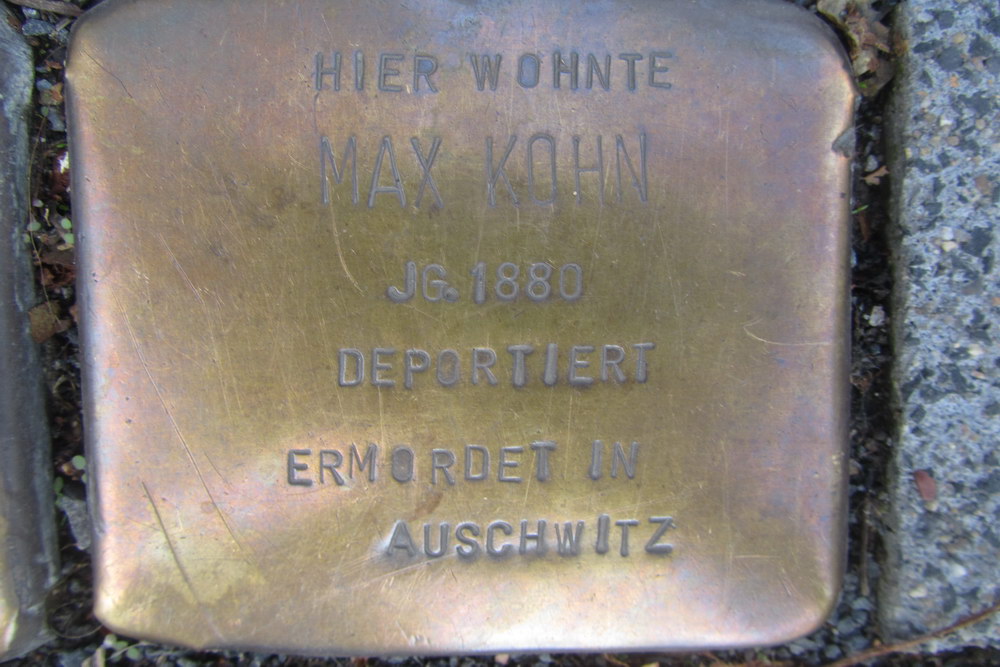 HIER WOHNTE
MAX KOHN
JG. 1880
DEPORTIERT
ERMORDET IN
AUSCHWITZ